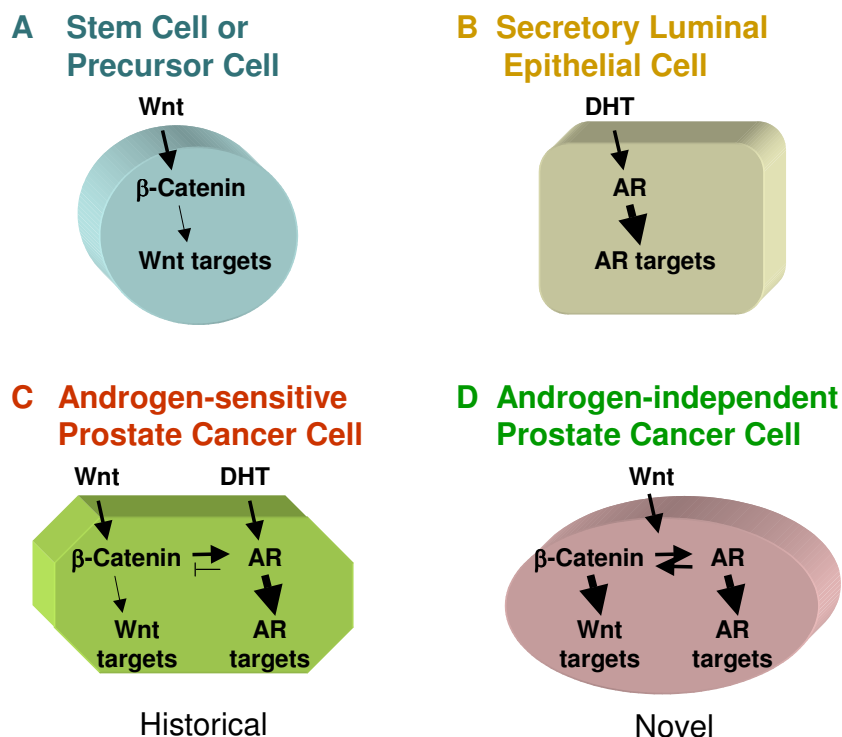 A Stem Cell or
Precursor Cell
Wnt
β-Catenin
Wnt targets
B Secretory Luminal
Epithelial Cell
DHT
AR
AR targets
C Androgen-sensitive
Prostate Cancer Cell
Wnt DHT
β-Catenin AR
Wnt AR
targets targets
Historical
D Androgen-independent
Prostate Cancer Cell
Wnt
β-Catenin AR
Wnt AR
targets targets
Novel